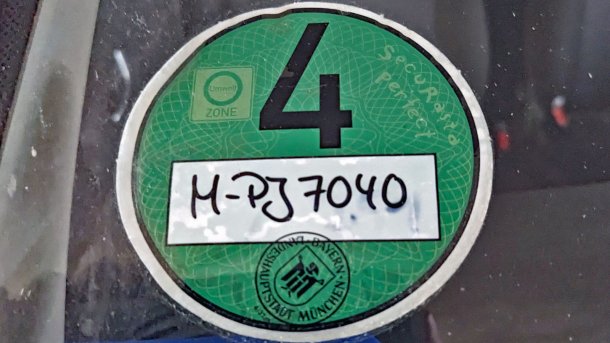 4
Umwelt
ZONE
Securasta
Perfect
M-PJ 7040
BAYERN
LANDESHAUPTSTADT MÜNCHEN